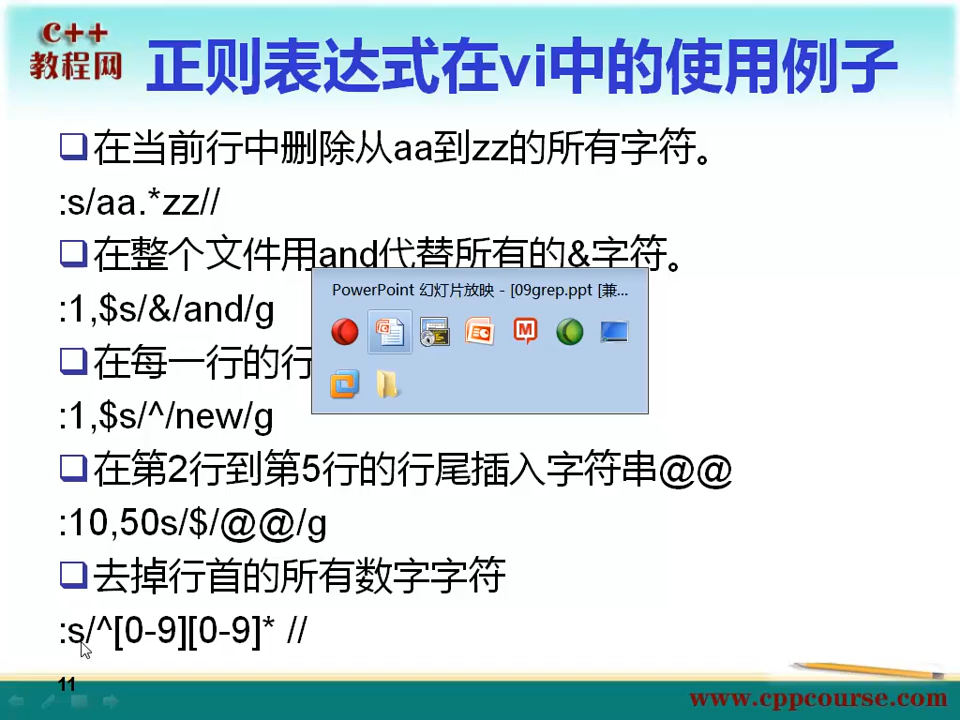 c++
教程网
正则表达式在vi中的使用例子
在当前行中删除从aa到zz的所有字符。
:s/aa.*zz//
在整个文件用and代替所有的&字符。
:1,$s/&/and/g
PowerPoint 幻灯片放映 - [09grep.ppt [兼...
在每一行的行
:1,$s/^/new/g
在第2行到第5行的行尾插入字符串@@
:10,50s/$/@@/g
去掉行首的所有数字字符
:s/^[0-9][0-9]* //
11
www.cppcourse.com